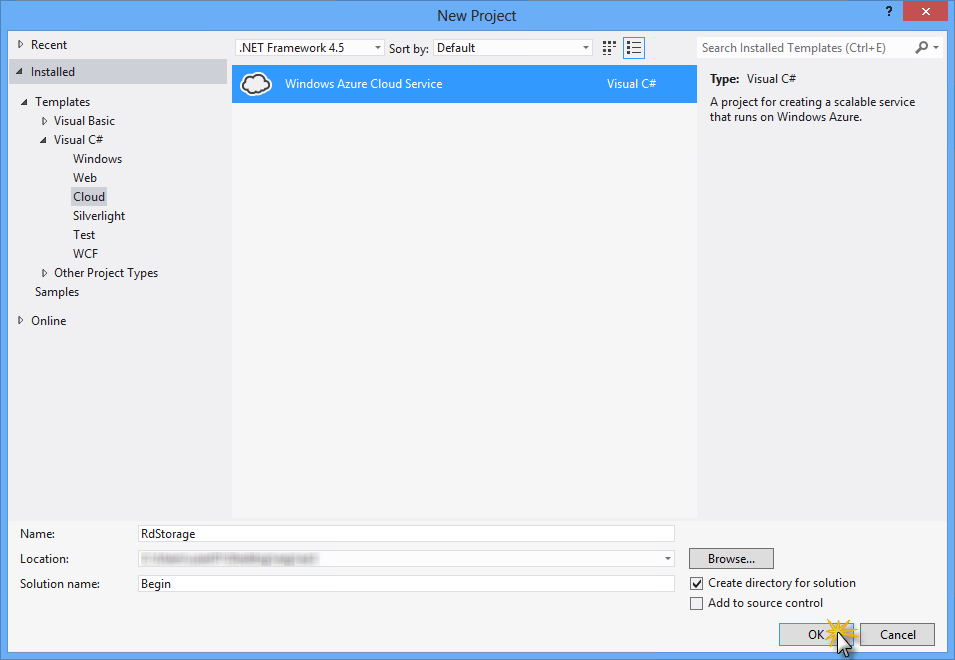 New Project
?
Recent
Installed
Templates
Visual Basic
Visual C#
Windows
Web
Cloud
Silverlight
Test
WCF
Other Project Types
Samples
Online
.NET Framework 4.5 Sort by: Default
Windows Azure Cloud Service Visual C#
Search Installed Templates (Ctrl+E)
Type: Visual C#
A project for creating a scalable service
that runs on Windows Azure.
Name: RdStorage
Location: Browse...
Solution name: Begin
Create directory for solution
Add to source control
OK Cancel